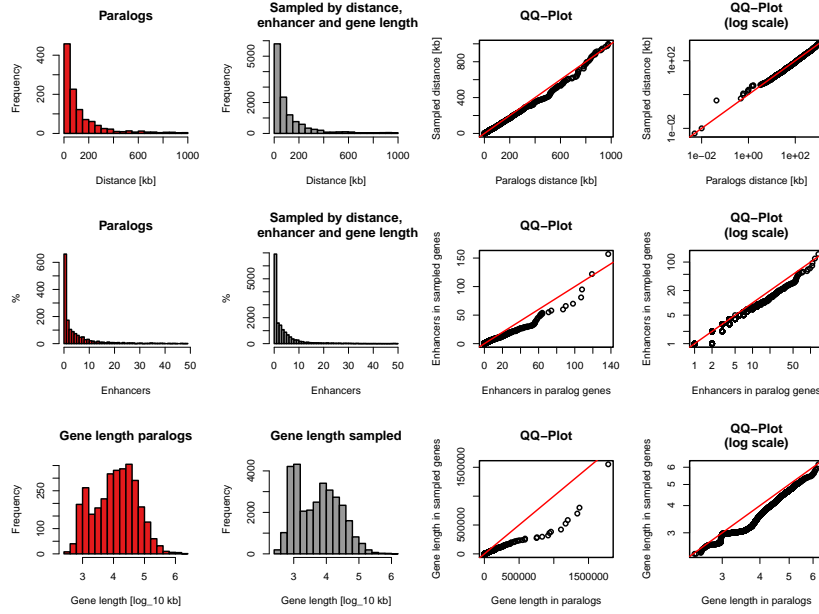 Paralogs
Frequency
0
200
400
0
200
600
1000
Distance [kb]
Sampled by distance,
enhancer and gene length
Frequency
0
2000
5000
0
200
600
1000
Distance [kb]
QQ−Plot
Sampled distance [kb]
0
400
800
0
200
600
1000
Paralogs distance [kb]
QQ−Plot
(log scale)
Sampled distance [kb]
1e−02
1e+02
1e−02
1e+00
1e+02
Paralogs distance [kb]
Paralogs
%
0
200
400
600
0
10
20
30
40
50
Enhancers
Sampled by distance,
enhancer and gene length
%
0
2000
5000
0
10
20
30
40
50
Enhancers
QQ−Plot
Enhancers in sampled genes
0
50
100
150
0
20
40
60
80
100
140
Enhancers in paralog genes
QQ−Plot
(log scale)
Enhancers in sampled genes
1
2
5
10
20
100
1
2
5
10
50
Enhancers in paralog genes
Gene length paralogs
Frequency
0
100
250
3
4
5
6
Gene length [log_10 kb]
Gene length sampled
Frequency
0
2000
4000
3
4
5
6
Gene length [log_10 kb]
QQ−Plot
Gene length in sampled genes
0
500000
1500000
0
500000
1500000
Gene length in paralogs
QQ−Plot
(log scale)
Gene length in sampled genes
3
4
5
6
3
4
5
6
Gene length in paralogs